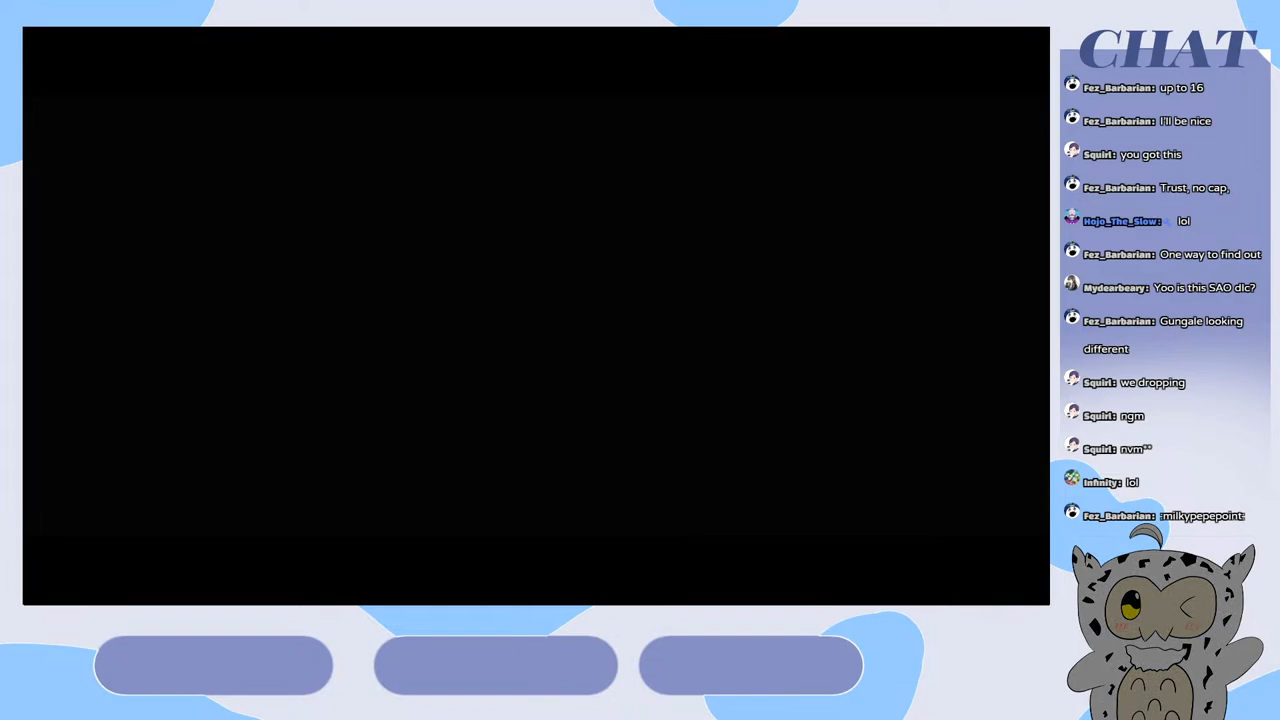 CHAT
Fez_Barbarian: up to 16
Fez_Barbarian: I'll be nice
Squirl: you got this
Fez_Barbarian: Trust, no cap,
Hojo_The_Slow: lol
Fez_Barbarian: One way to find out
Mydearbeary: Yoo is this SAO dlc?
Fez_Barbarian: Gungale looking
different
Squirl: we dropping
Squirl: ngm
Squirl: nvm**
Infinity: lol
Fez_Barbarian: :milkypepepoint: